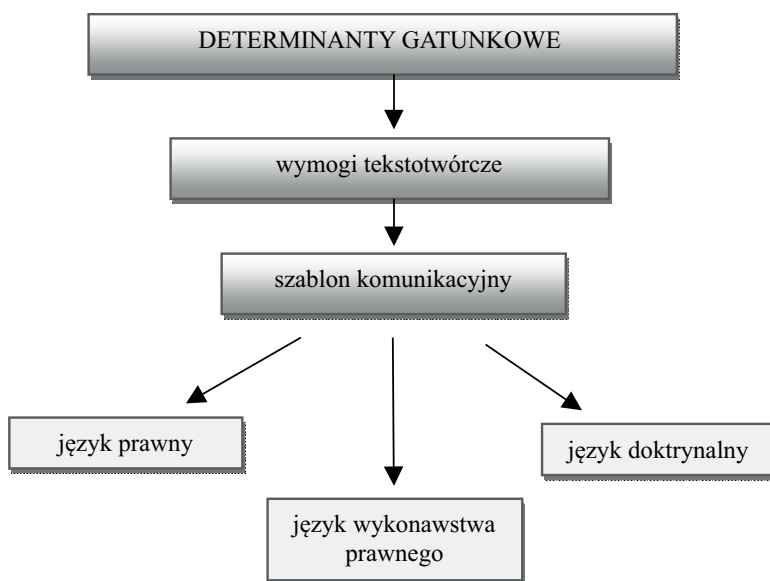 DETERMINANTY GATUNKOWE
wymogi tekstotwórcze
szablon komunikacyjny
język prawny
język doktrynalny
język wykonawstwa
prawnego